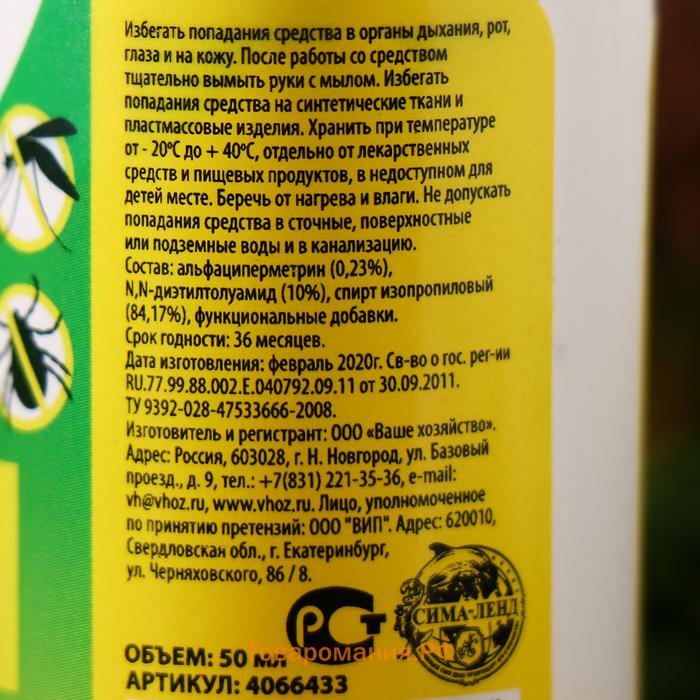 Избегать попадания средства в органы дыхания, рот,
глаза и на кожу. После работы со средством
тщательно вымыть руки с мылом. Избегать
попадания средства на синтетические ткани и
пластмассовые изделия. Хранить при температуре
от - 20ºС до + 40ºС, отдельно от лекарственных
средств и пищевых продуктов, в недоступном для
детей месте. Беречь от нагрева и влаги. Не допускать
попадания средства в сточные, поверхностные
или подземные воды и в канализацию.
Состав: альфациперметрин (0,23%),
N,N-диэтилтолуамид (10%), спирт изопропиловый
(84,17%), функциональные добавки.
Срок годности: 36 месяцев.
Дата изготовления: февраль 2020г. Св-во о гос. рег-ии
RU.77.99.88.002.Е.040792.09.11 от 30.09.2011.
ТУ 9392-028-47533666-2008.
Изготовитель и регистрант: ООО «Ваше хозяйство».
Адрес: Россия, 603028, г. Н. Новгород, ул. Базовый
проезд., д. 9, тел.: +7(831) 221-35-36, e-mail:
vh@vhoz.ru, www.vhoz.ru. Лицо, уполномоченное
по принятию претензий: ООО "ВИП". Адрес: 620010,
Свердловская обл., г. Екатеринбург,
ул. Черняховского, 86 / 8.
РСТ
СИМА-ЛЕНД
ОБЪЕМ: 50 мл
Товаромания.РФ
АРТИКУЛ: 4066433